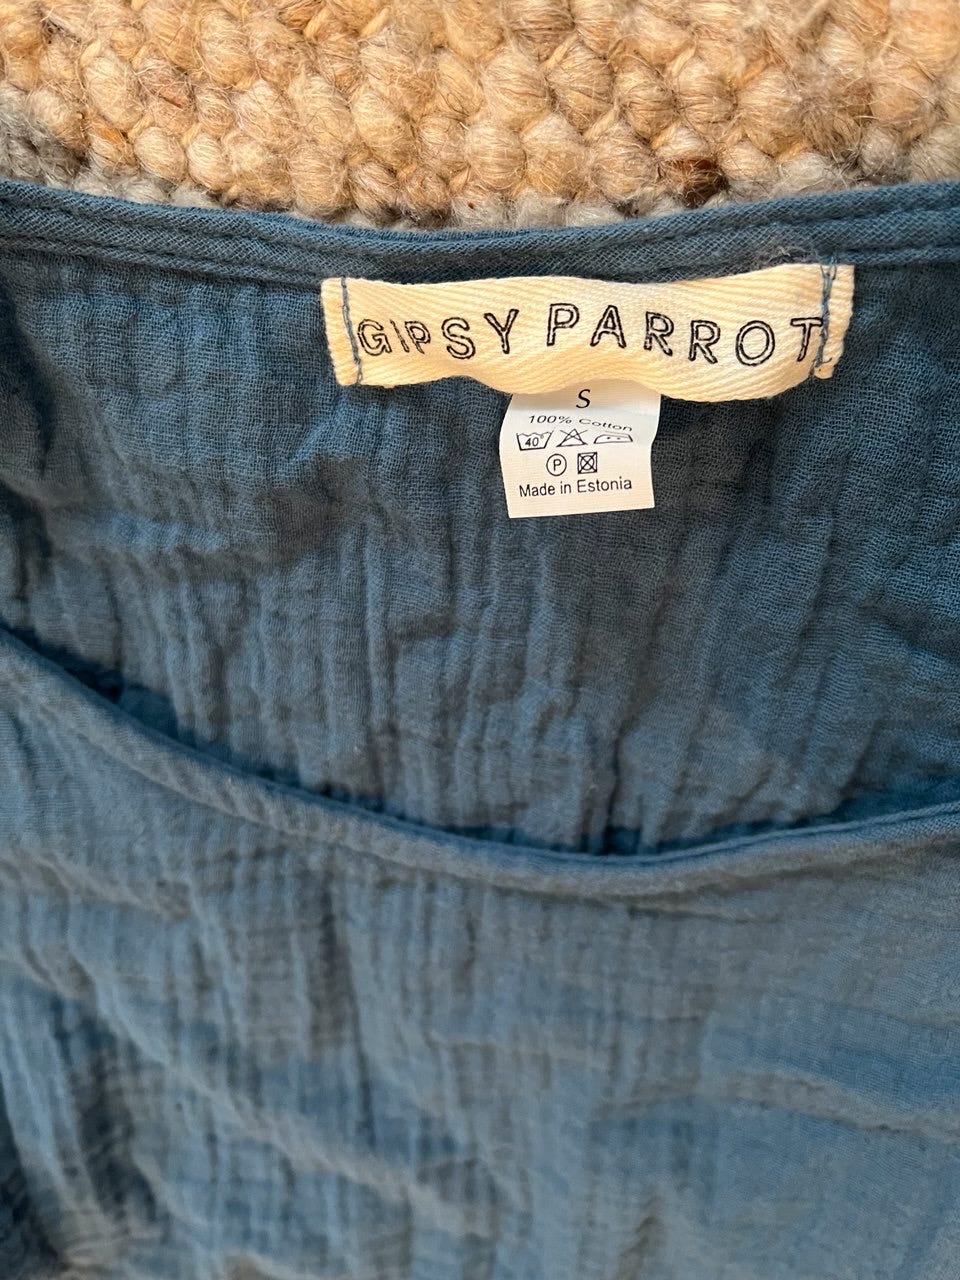 GIPSY PARROT
S
100% Cotton
40°
P
Made in Estonia